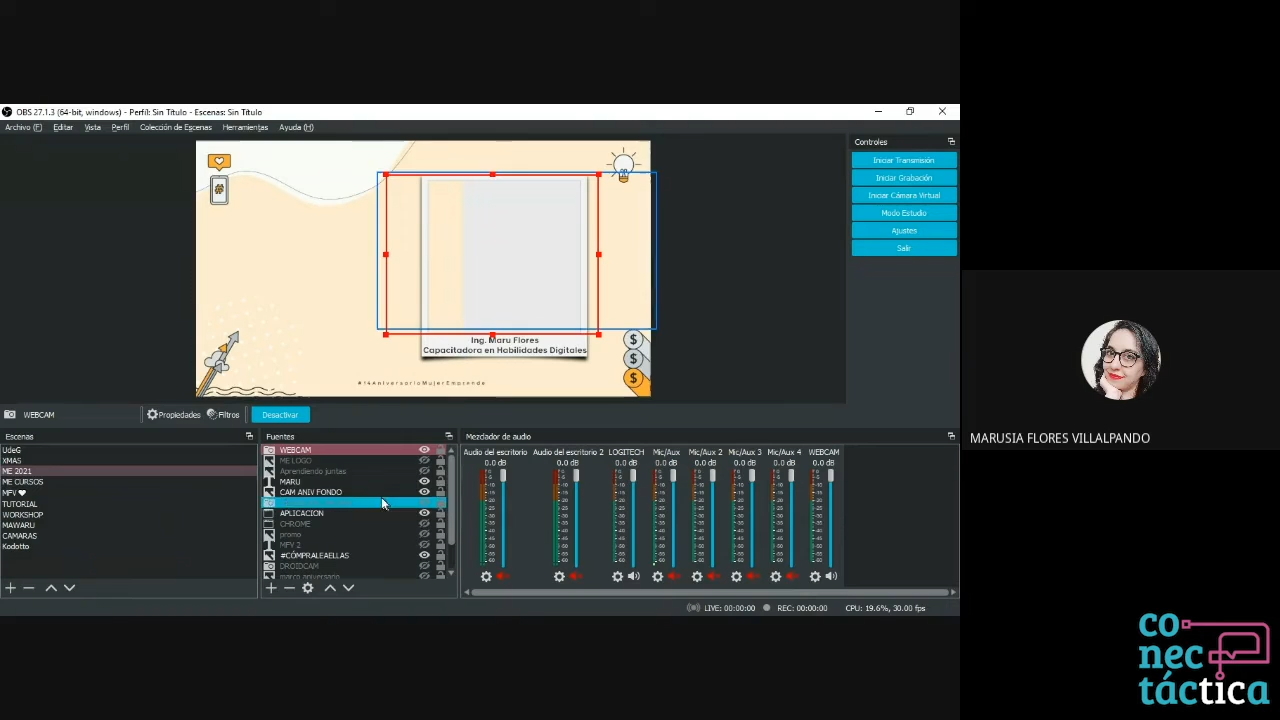 OBS 27.1.3 (64-bit, windows) - Perfil: Sin Título - Escenas: Sin Título
Archivo (F) Editar Vista Perfil Colección de Escenas Herramientas Ayuda (H)
#
Ing. Maru Flores
Capacitadora en Habilidades Digitales
#14AniversarioMujerEmprende
$
$
$
Controles
Iniciar Transmisión
Iniciar Grabación
Iniciar Cámara Virtual
Modo Estudio
Ajustes
Salir
MARUSIA FLORES VILLALPANDO
WEBCAM Propiedades Filtros Desactivar
Escenas
UdeG
XMAS
ME 2021
ME CURSOS
MFV
TUTORIAL
WORKSHOP
MAWARU
CAMARAS
Kodotto
Fuentes
WEBCAM
ME LOGO
Aprendiendo juntas
MARU
CAM ANIV FONDO
APLICACION
CHROME
promo
MFV 2
#CÓMPRALEAELLAS
DROIDCAM
marco aniversario
Mezclador de audio
Audio del escritorio Audio del escritorio 2 LOGITECH Mic/Aux Mic/Aux 2 Mic/Aux 3 Mic/Aux 4 WEBCAM
0.0 dB 0.0 dB 0.0 dB 0.0 dB 0.0 dB 0.0 dB 0.0 dB 0.0 dB
LIVE: 00:00:00 REC: 00:00:00 CPU: 19.6%, 30.00 fps
co
nec
táctica